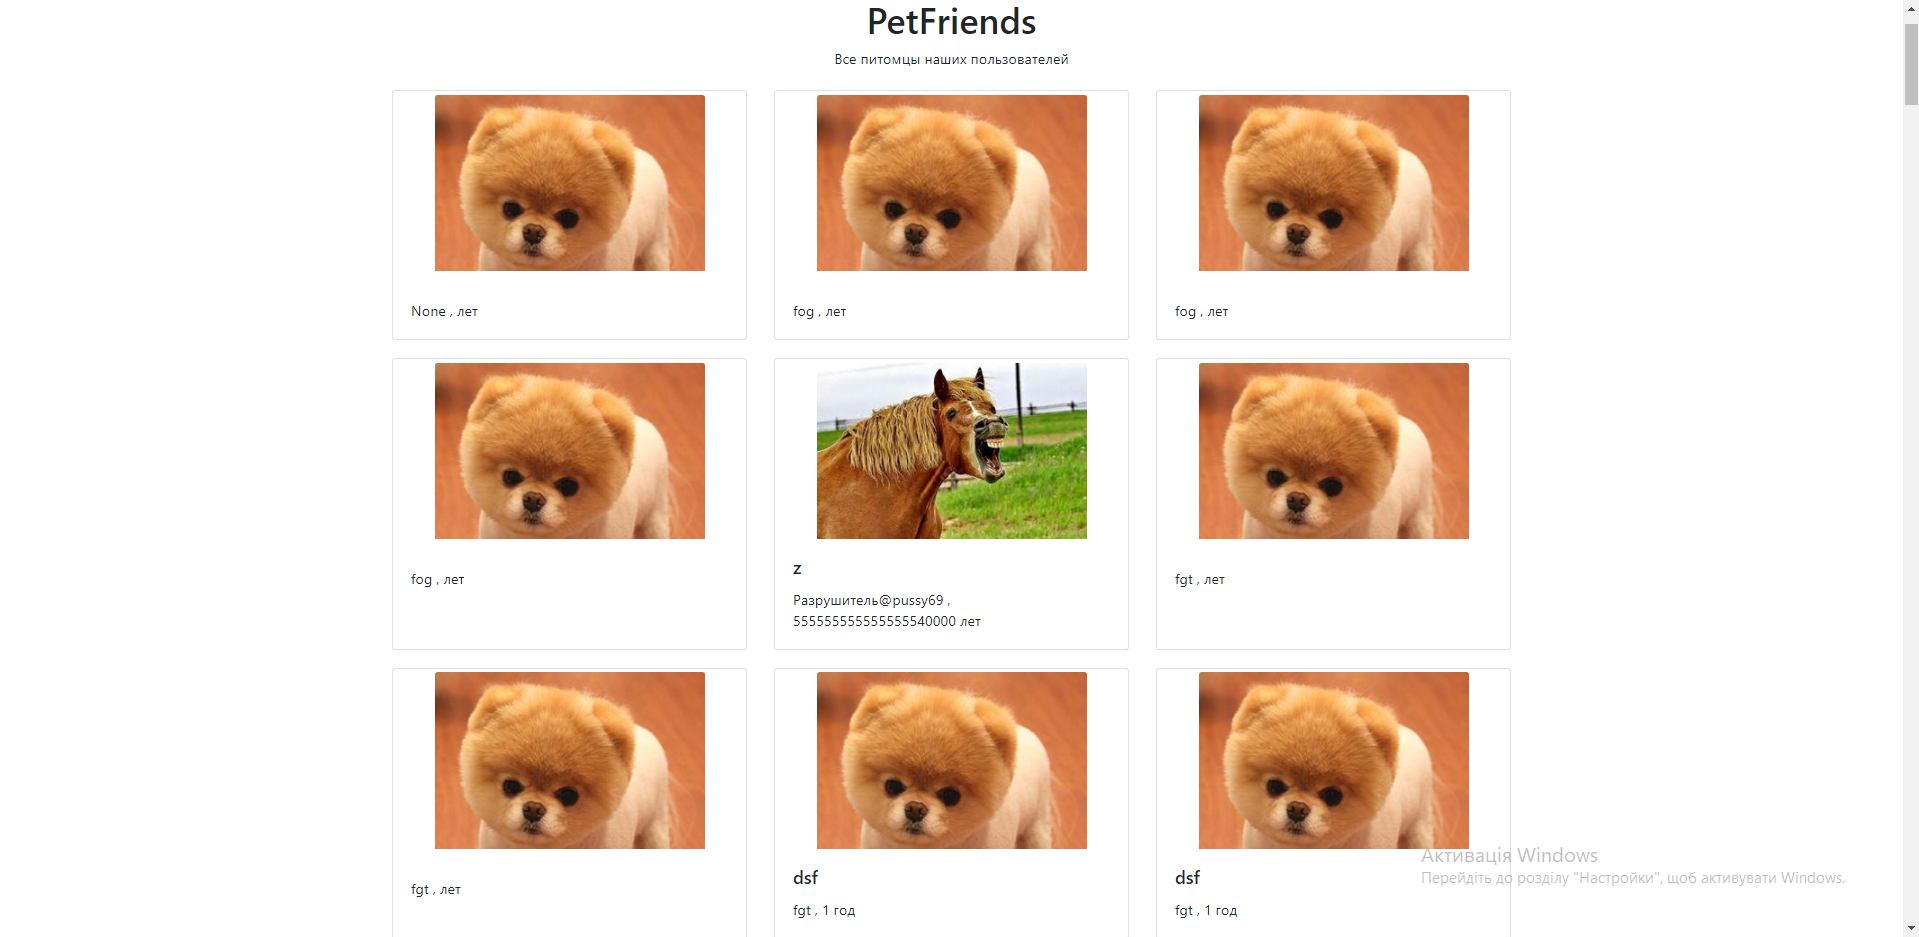 PetFriends
Все питомцы наших пользователей
None , лет
fog , лет
fog , лет
fog , лет
z
Разрушитель@pussy69 ,
555555555555555540000 лет
fgt , лет
fgt , лет
dsf
fgt , 1 год
dsf
fgt , 1 год
Активація Windows
Перейдіть до розділу "Настройки", щоб активувати Windows.